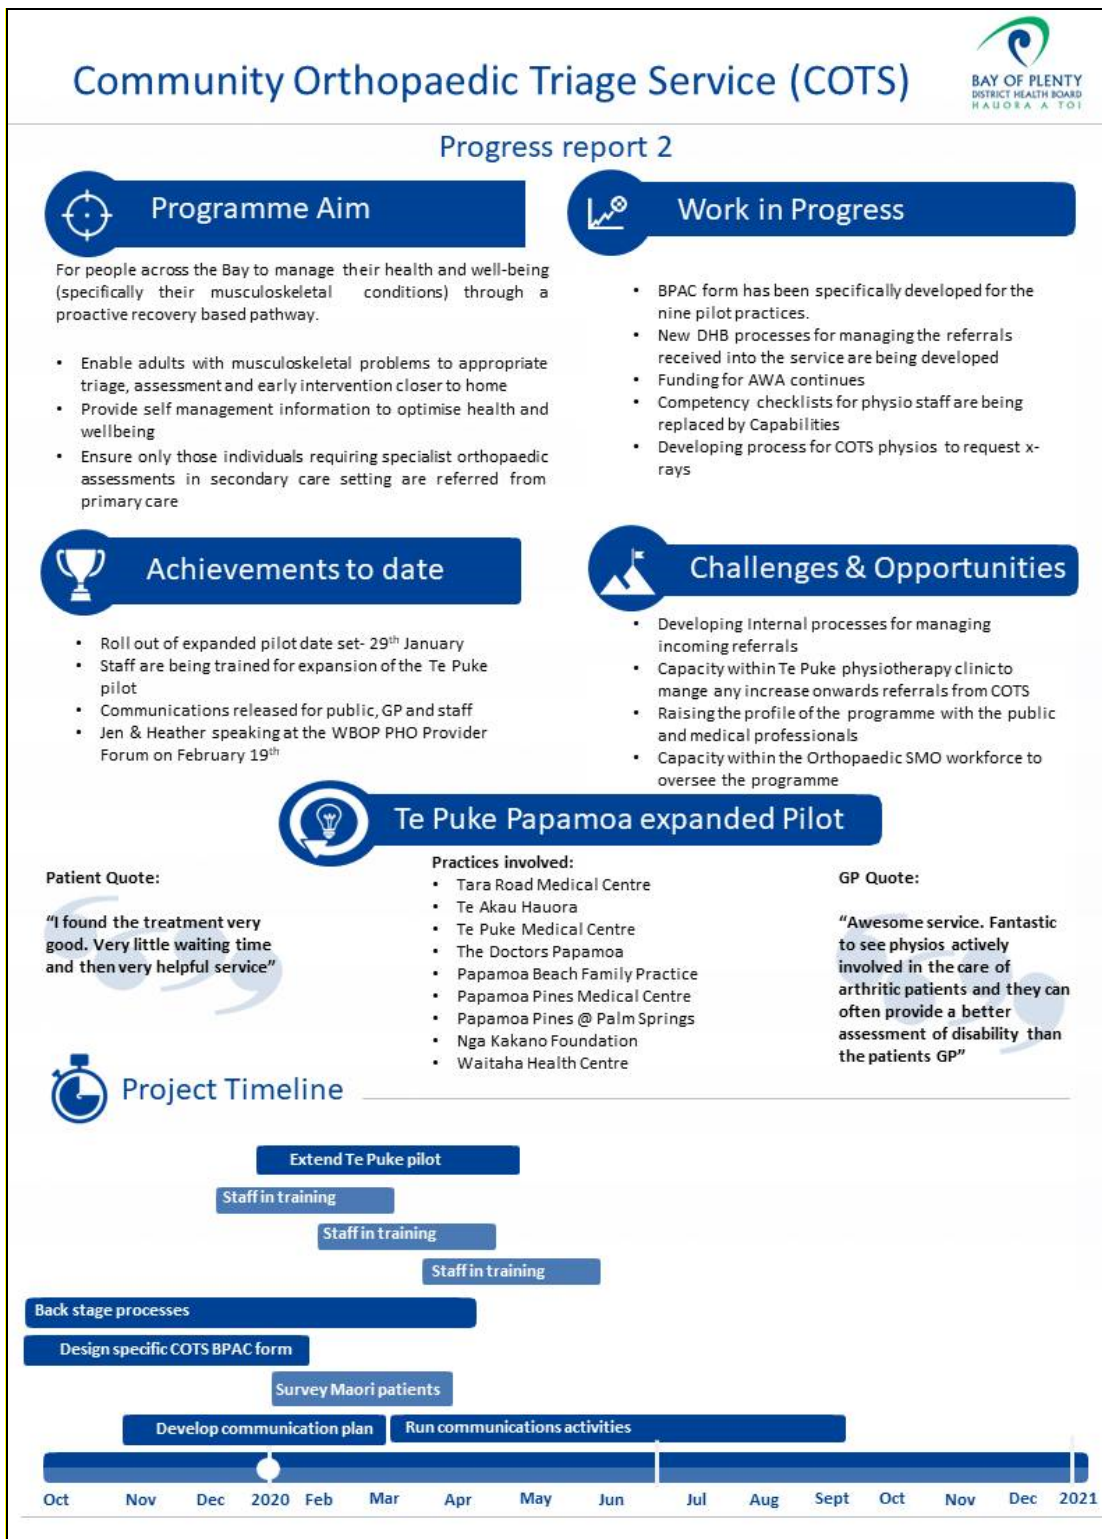 Community Orthopaedic Triage Service (COTS)
BAY OF PLENTY
DISTRICT HEALTH BOARD
HAUORA A TOI
Progress report 2
Programme Aim
For people across the Bay to manage their health and well-being
(specifically their musculoskeletal conditions) through a
proactive recovery based pathway.
• Enable adults with musculoskeletal problems to appropriate
triage, assessment and early intervention closer to home
• Provide self management information to optimise health and
wellbeing
• Ensure only those individuals requiring specialist orthopaedic
assessments in secondary care setting are referred from
primary care
Work in Progress
• BPAC form has been specifically developed for the
nine pilot practices.
• New DHB processes for managing the referrals
received into the service are being developed
• Funding for AWA continues
• Competency checklists for physio staff are being
replaced by Capabilities
• Developing process for COTS physios to request x-
rays
Achievements to date
• Roll out of expanded pilot date set- 29th January
• Staff are being trained for expansion of the Te Puke
pilot
• Communications released for public, GP and staff
• Jen & Heather speaking at the WBOP PHO Provider
Forum on February 19th
Challenges & Opportunities
• Developing Internal processes for managing
incoming referrals
• Capacity within Te Puke physiotherapy clinic to
mange any increase onwards referrals from COTS
• Raising the profile of the programme with the public
and medical professionals
• Capacity within the Orthopaedic SMO workforce to
oversee the programme
Te Puke Papamoa expanded Pilot
Patient Quote:
“I found the treatment very
good. Very little waiting time
and then very helpful service”
Practices involved:
• Tara Road Medical Centre
• Te Akau Hauora
• Te Puke Medical Centre
• The Doctors Papamoa
• Papamoa Beach Family Practice
• Papamoa Pines Medical Centre
• Papamoa Pines @ Palm Springs
• Nga Kakano Foundation
• Waitaha Health Centre
GP Quote:
“Awesome service. Fantastic
to see physios actively
involved in the care of
arthritic patients and they can
often provide a better
assessment of disability than
the patients GP”
Project Timeline
Extend Te Puke pilot
Staff in training
Staff in training
Staff in training
Back stage processes
Design specific COTS BPAC form
Survey Maori patients
Develop communication plan
Run communications activities
Oct Nov Dec 2020 Feb Mar Apr May Jun Jul Aug Sept Oct Nov Dec 2021